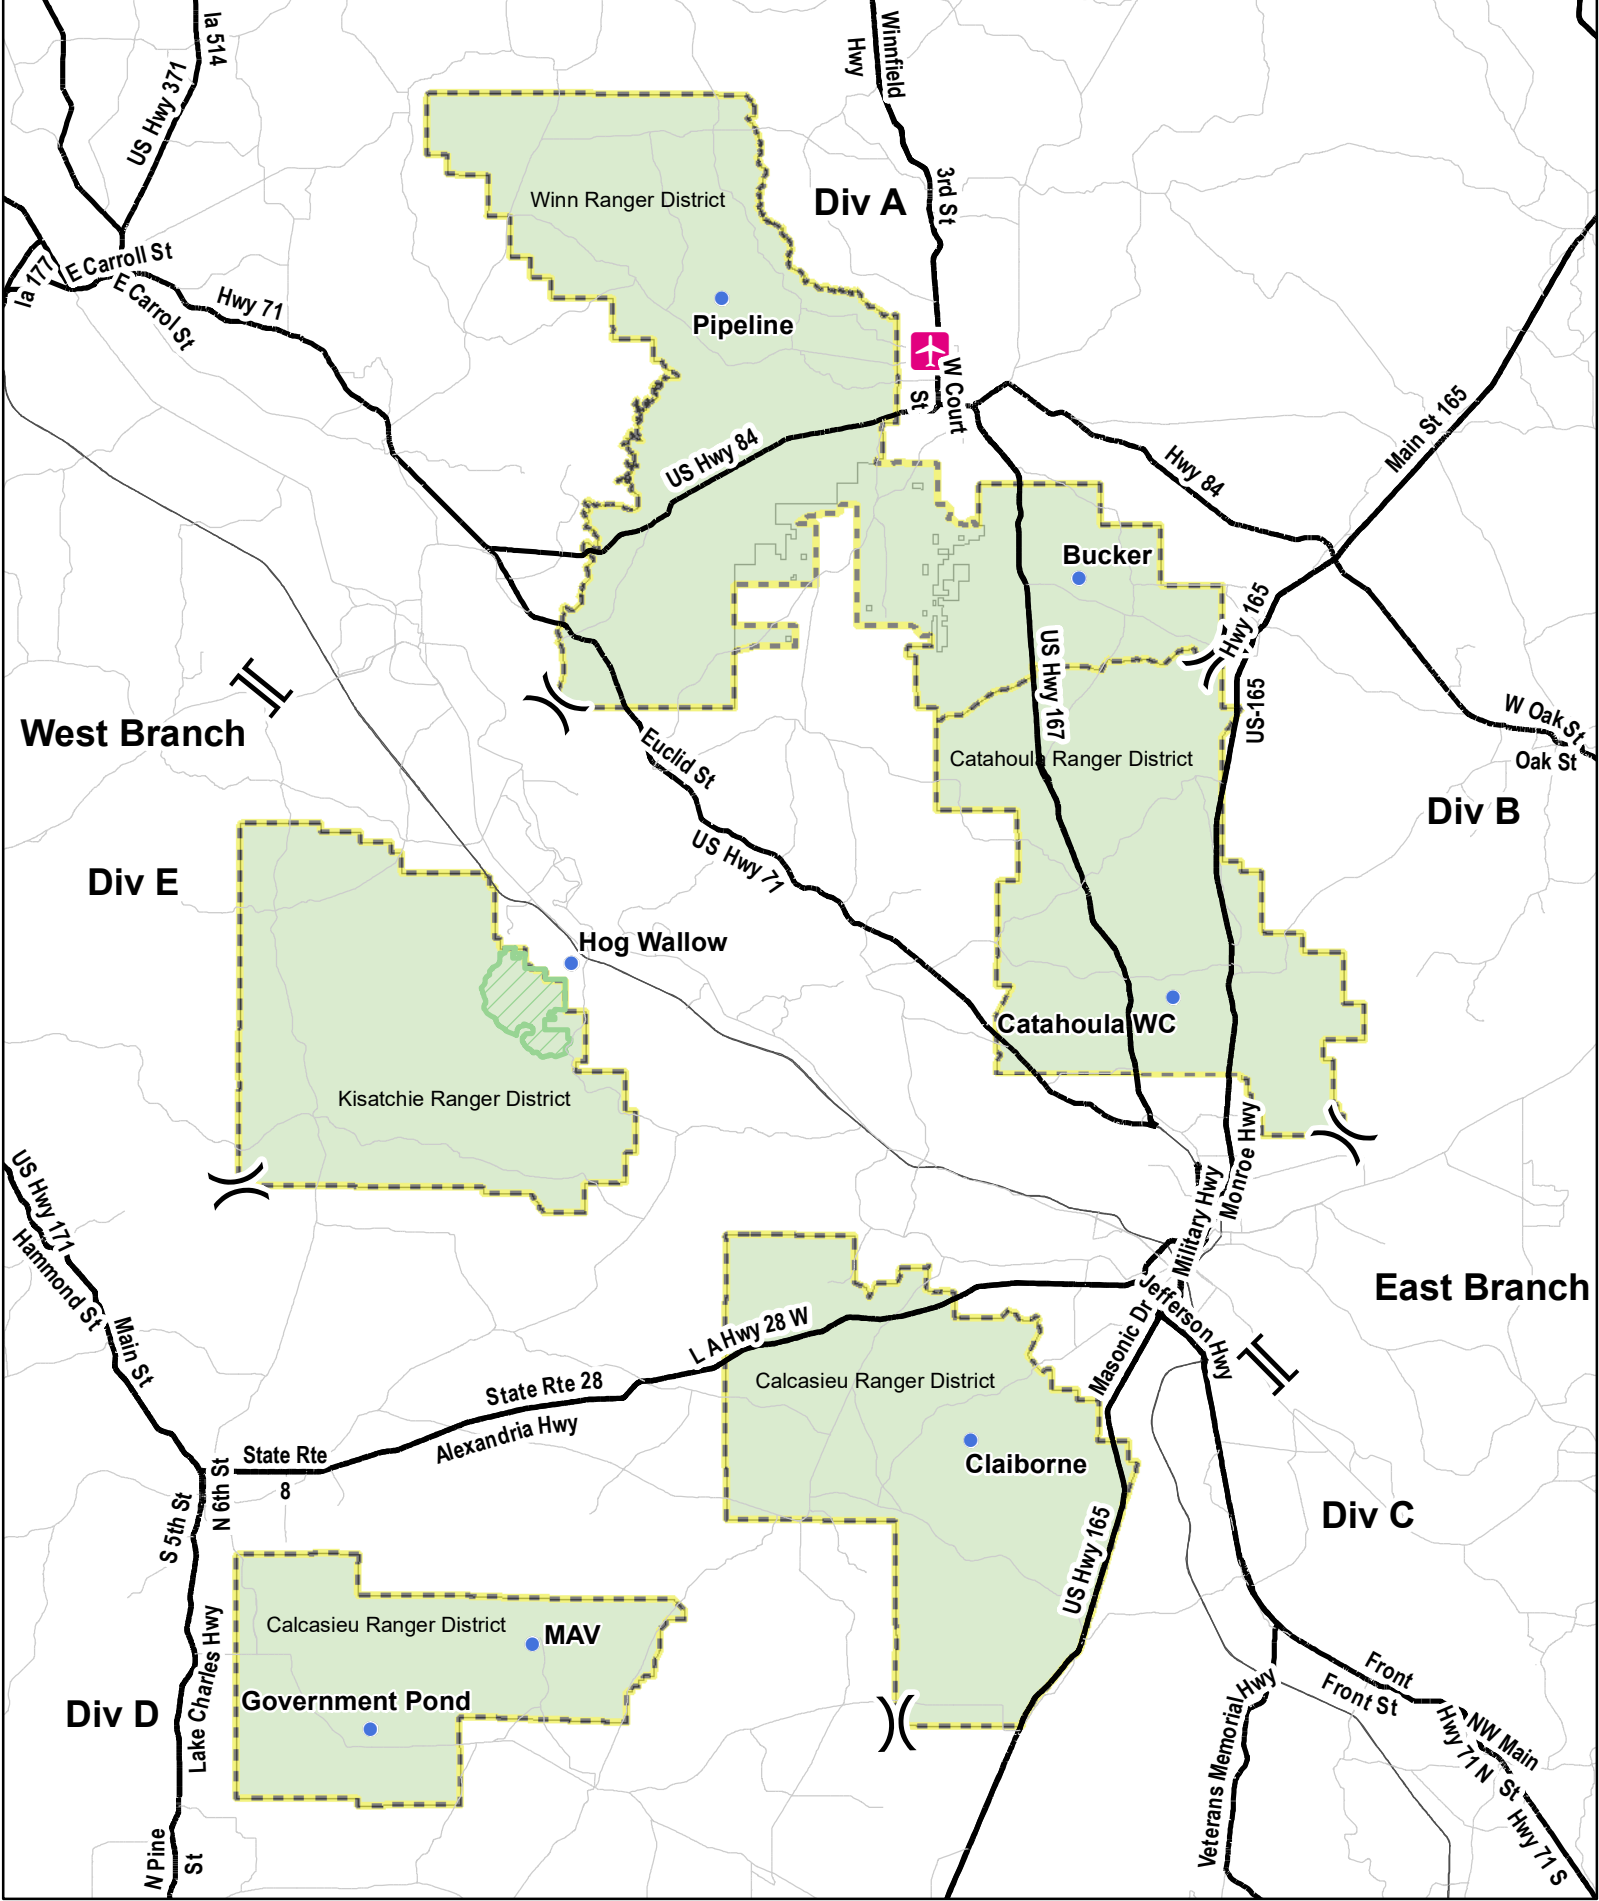 la 514
US Hwy 371
Winnfield
Hwy
3rd St
Winn Ranger District
Div A
la 177
E Carroll St
E Carrol St
Hwy 71
Pipeline
W Court
St
US Hwy 84
Main St 165
Hwy 84
Bucker
Hwy 165
US Hwy 167
US-165
W Oak St
Oak St
West Branch
Euclid St
Catahoula Ranger District
Div B
US Hwy 71
Div E
Hog Wallow
Catahoula WC
Kisatchie Ranger District
Monroe Hwy
Military Hwy
US Hwy 171
Hammond St
Main St
East Branch
Jefferson Hwy
Masonic Dr
L A Hwy 28 W
State Rte 28
Alexandria Hwy
Calcasieu Ranger District
Claiborne
State Rte
8
N 6th St
S 5th St
Div C
US Hwy 165
Calcasieu Ranger District
MAV
Government Pond
Div D
Lake Charles Hwy
N Pine
St
Veterans Memorial Hwy
Front
Front St
NW Main
St
Hwy 71 N
Hwy 71 S